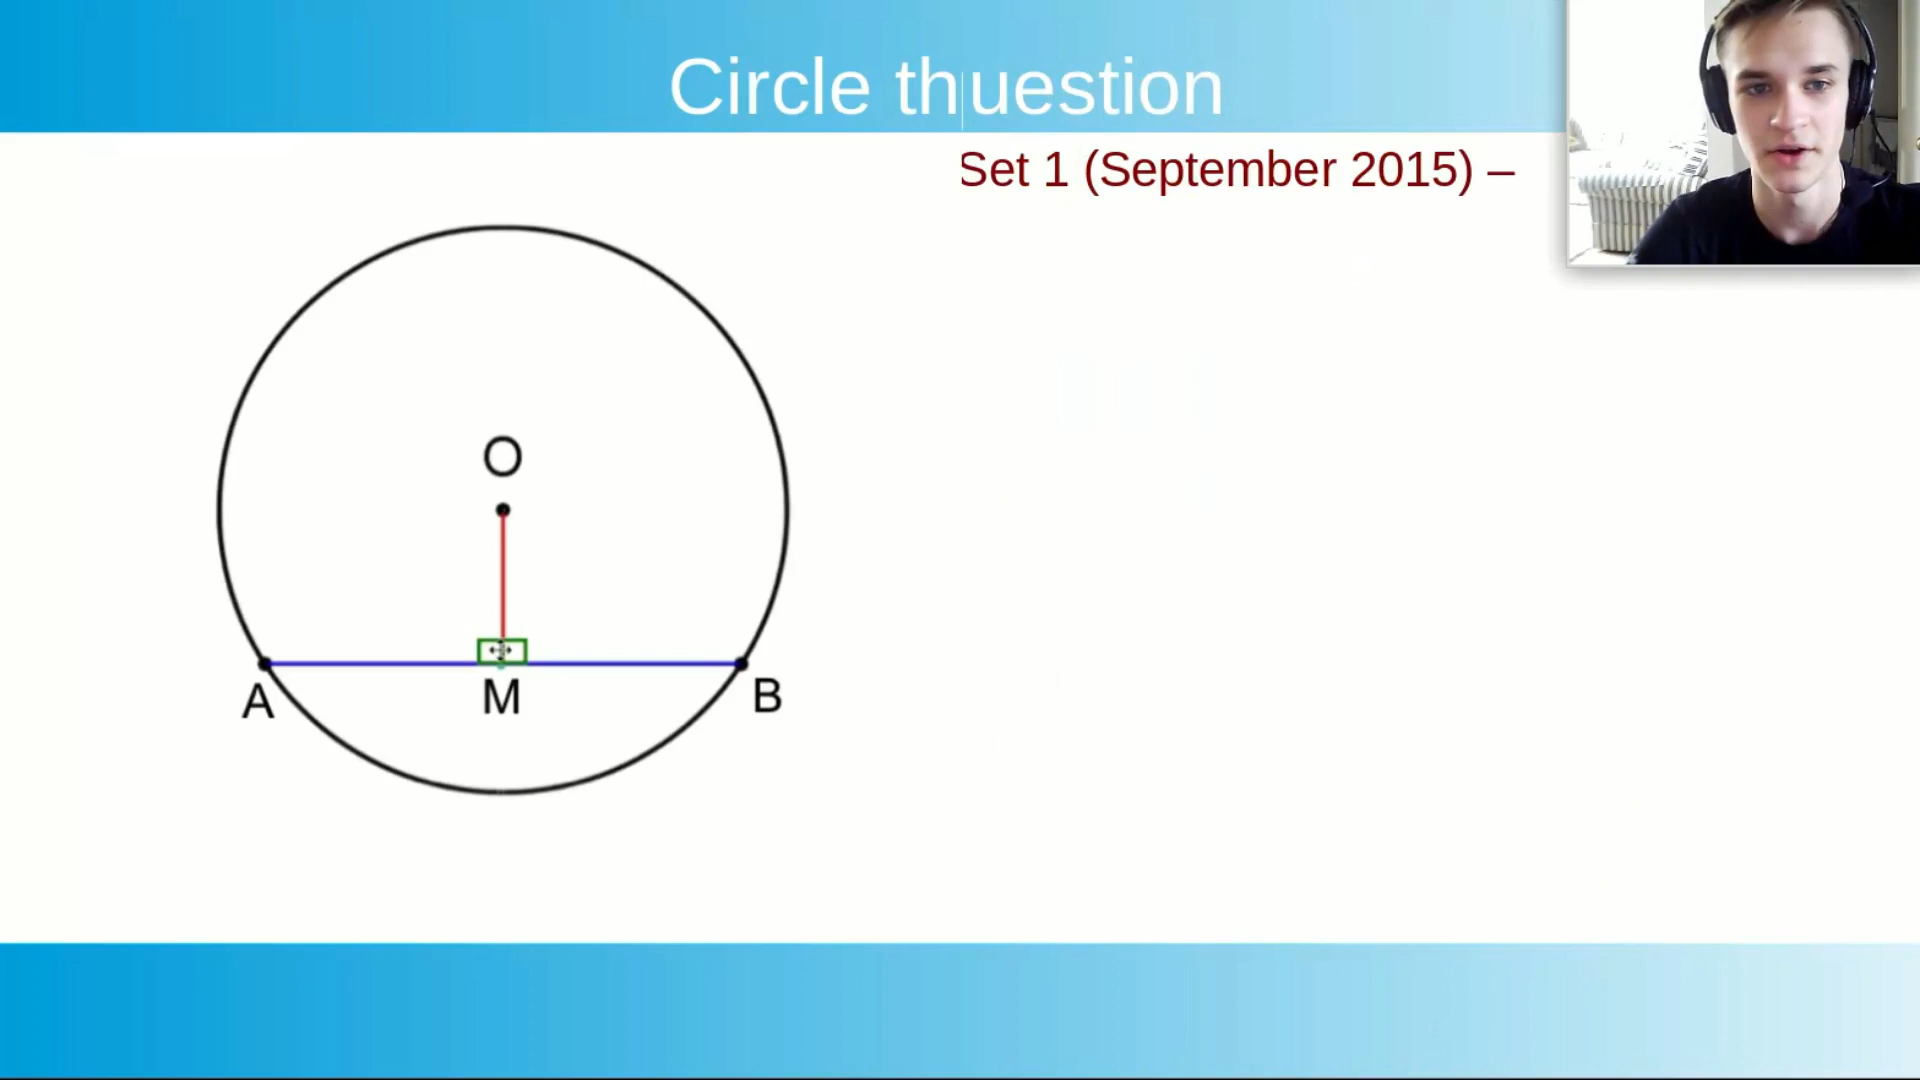 Circle thuestion
Set 1 (September 2015) –
O
A
M
B